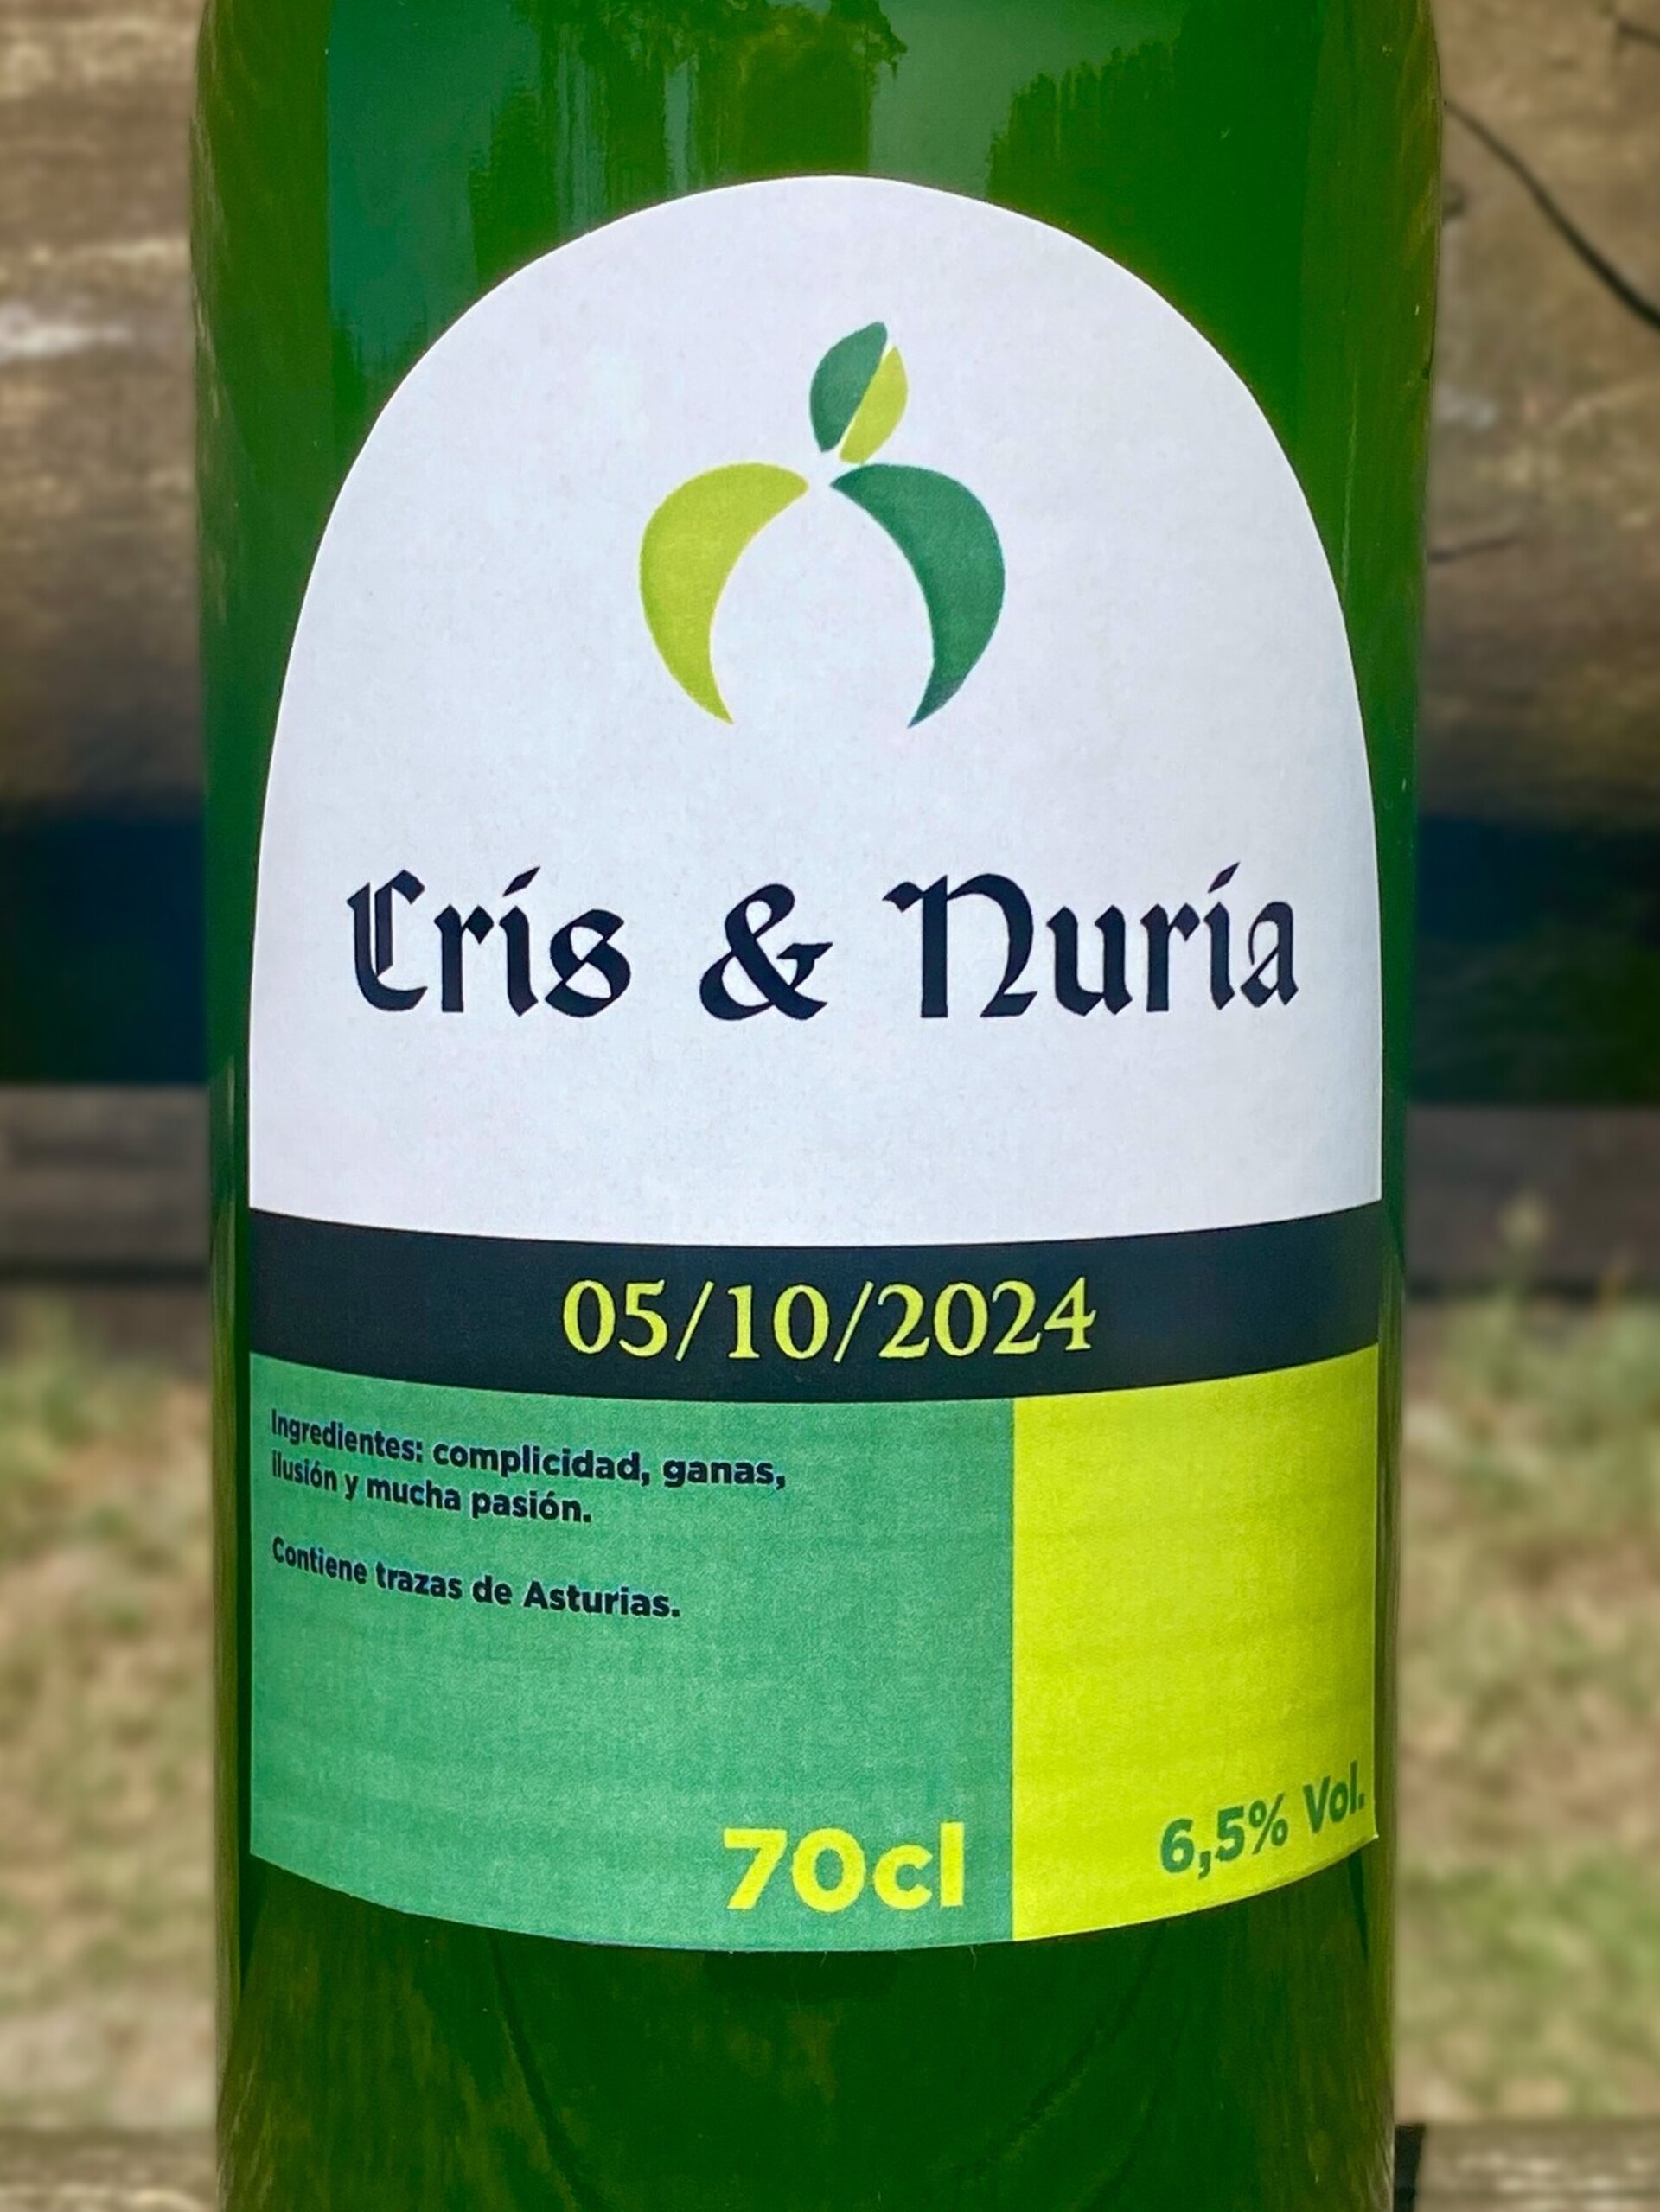 Cris & Nuria
05/10/2024
Ingredientes: complicidad, ganas,
ilusión y mucha pasión.
Contiene trazas de Asturias.
70cl
6,5% Vol.